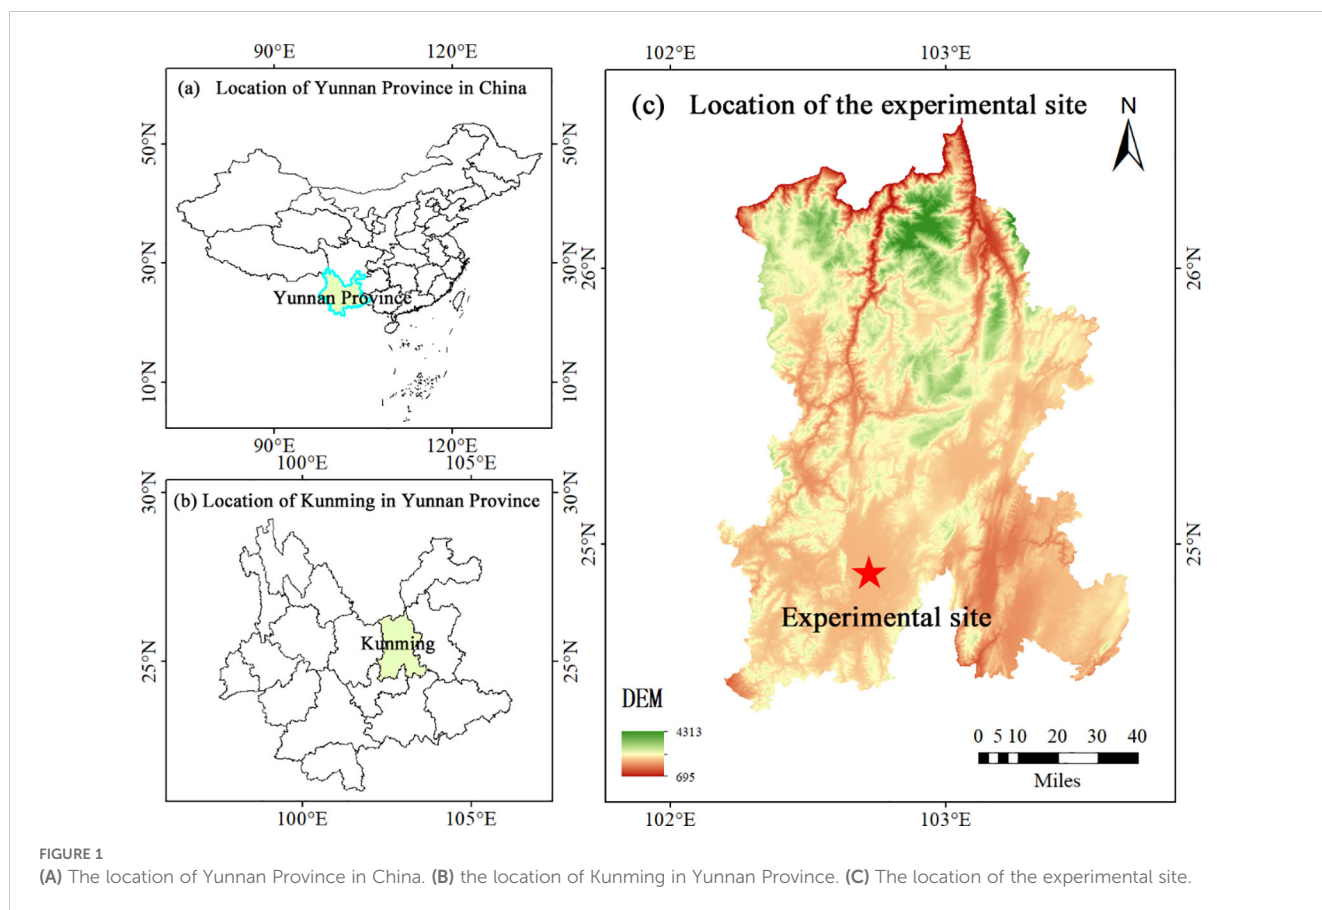 90°E 120°E
(a) Location of Yunnan Province in China
50°N 50°N
30°N 30°N
Yunnan Province
10°N 10°N
90°E 120°E
100°E 105°E
30°N 30°N
(b) Location of Kunming in Yunnan Province
Kunming
25°N 25°N
100°E 105°E
102°E 103°E
(c) Location of the experimental site
N
26°N 26°N
25°N 25°N
Experimental site
DEM
4313
695
0 5 10 20 30 40
Miles
102°E 103°E
FIGURE 1
(A) The location of Yunnan Province in China. (B) the location of Kunming in Yunnan Province. (C) The location of the experimental site.